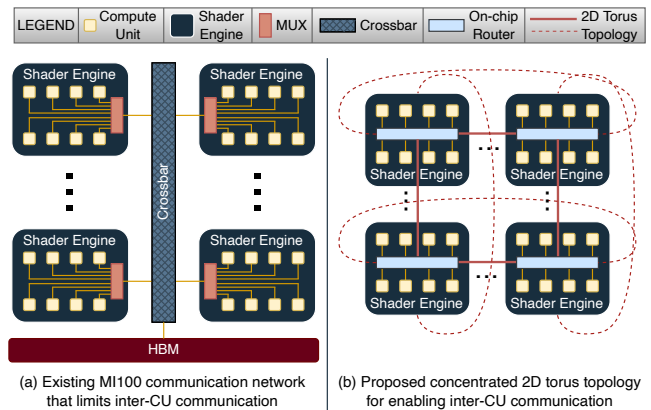 LEGEND
Compute
Unit
Shader
Engine
MUX
Crossbar
On-chip
Router
2D Torus
Topology
Shader Engine
Shader Engine
Crossbar
Shader Engine
Shader Engine
HBM
(a) Existing MI100 communication network
that limits inter-CU communication
Shader Engine
Shader Engine
Shader Engine
Shader Engine
(b) Proposed concentrated 2D torus topology
for enabling inter-CU communication